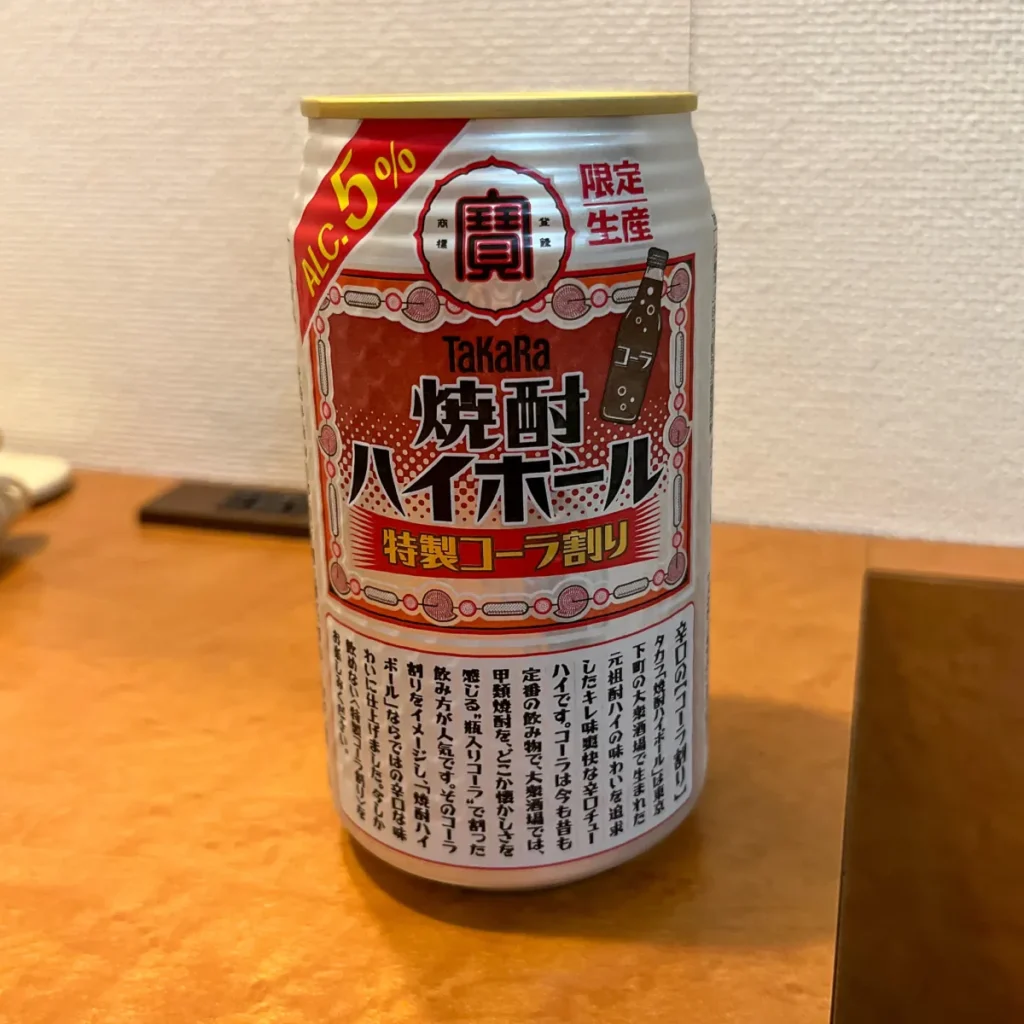 ALC.5%
限定
生産
寶
登録
商標
コーラ
TaKaRa
焼酎
ハイボール
特製コーラ割り
辛口の「コーラ割り」
タカラ「焼酎ハイボール」は東京
下町の大衆酒場で生まれた
元祖酎ハイの味わいを追求
したキレ味爽快な辛口チュー
ハイです。コーラは今も昔も
定番の飲み物で、大衆酒場では、
甲類焼酎を、どこか懐かしさを
感じる“瓶入りコーラ”で割った
飲み方が人気です。そのコーラ
割りをイメージし、「焼酎ハイ
ボール」ならではの辛口な味
わいに仕上げました。今しか
飲めない〈特製コーラ割り〉を
お楽しみください。